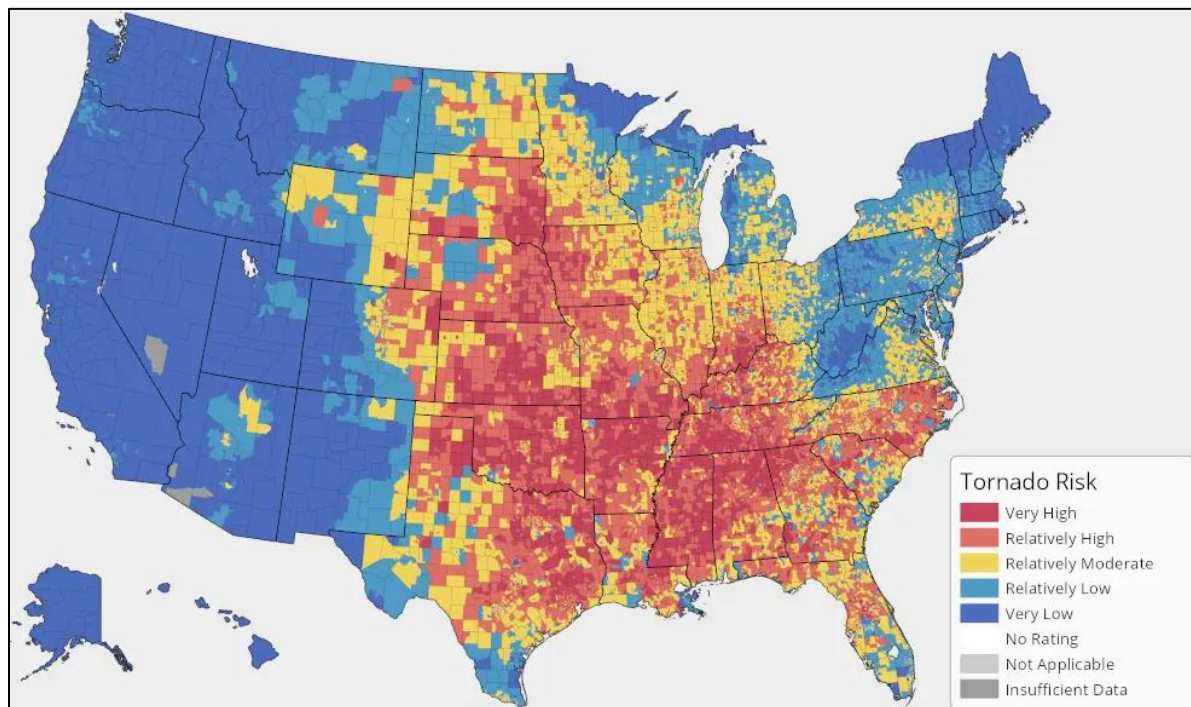 Tornado Risk
Very High
Relatively High
Relatively Moderate
Relatively Low
Very Low
No Rating
Not Applicable
Insufficient Data